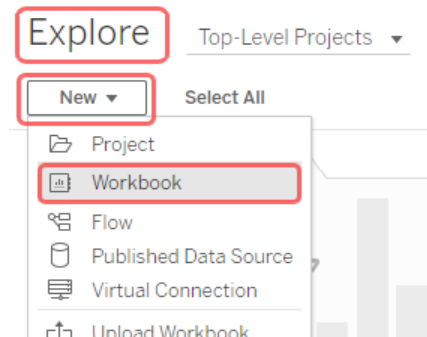 Explore Top-Level Projects
New Select All
Project
Workbook
Flow
Published Data Source
Virtual Connection
Upload Workbook